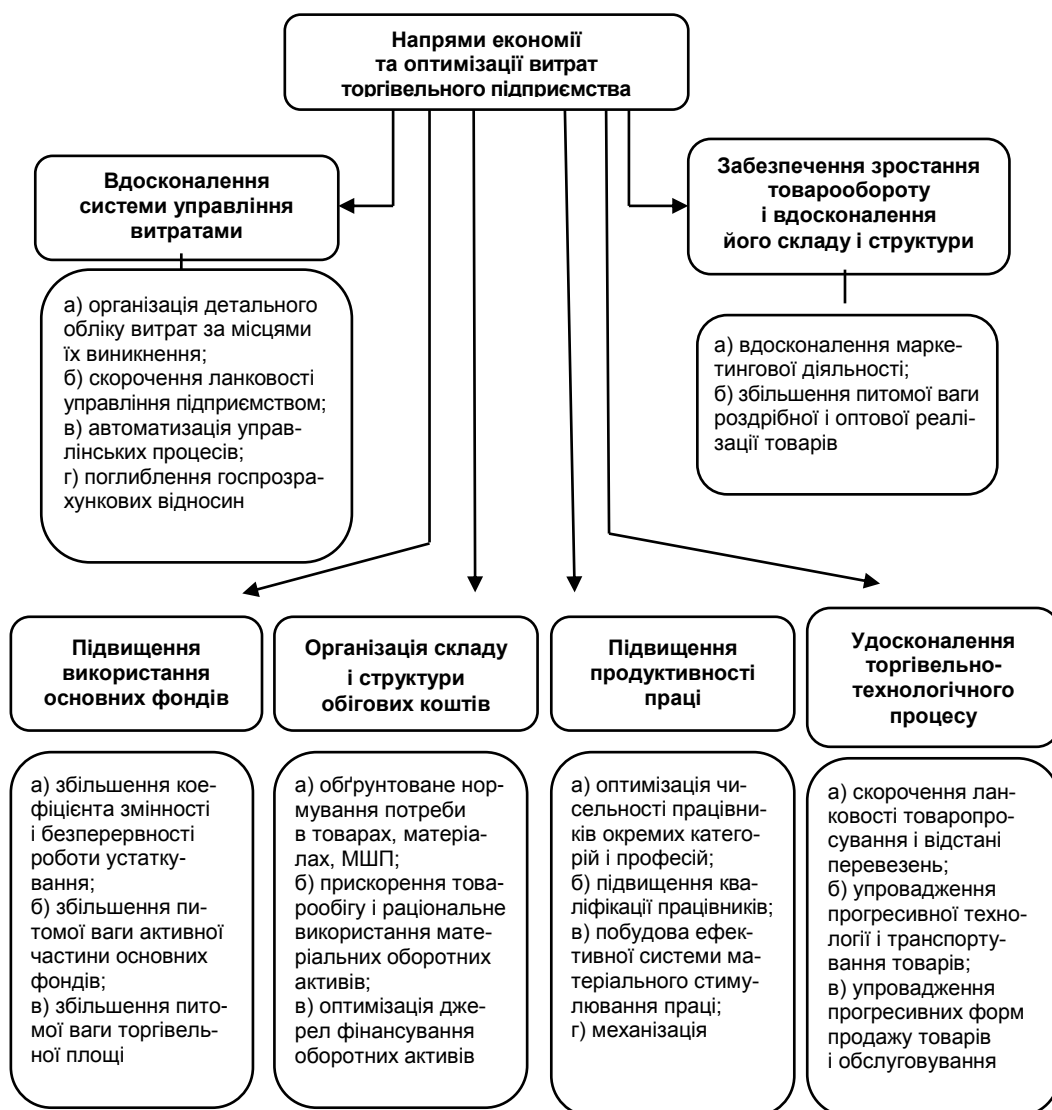 Напрями економії
та оптимізації витрат
торгівельного підприємства
Вдосконалення
системи управління
витратами
Забезпечення зростання
товарообороту
і вдосконалення
його складу і структури
а) організація детального
обліку витрат за місцями
їх виникнення;
б) скорочення ланковості
управління підприємством;
в) автоматизація управ-
лінських процесів;
г) поглиблення госпрозра-
хункових відносин
а) вдосконалення марке-
тингової діяльності;
б) збільшення питомої ваги
роздрібної і оптової реалі-
зації товарів
Підвищення
використання
основних фондів
Організація складу
і структури
обігових коштів
Підвищення
продуктивності
праці
Удосконалення
торгівельно-
технологічного
процесу
а) збільшення кое-
фіцієнта змінності
і безперервності
роботи устатку-
вання;
б) збільшення пи-
томої ваги активної
частини основних
фондів;
в) збільшення пито-
мої ваги торгівель-
ної площі
а) обґрунтоване нор-
мування потреби
в товарах, матеріа-
лах, МШП;
б) прискорення това-
рообігу і раціональне
використання мате-
ріальних оборотних
активів;
в) оптимізація дже-
рел фінансування
оборотних активів
а) оптимізація чи-
сельності працівни-
ків окремих катего-
рій і професій;
б) підвищення ква-
ліфікації працівників;
в) побудова ефек-
тивної системи ма-
теріального стиму-
лювання праці;
г) механізація
а) скорочення лан-
ковості товаропро-
сування і відстані
перевезень;
б) упровадження
прогресивної техно-
логії і транспорту-
вання товарів;
в) упровадження
прогресивних форм
продажу товарів
і обслуговування